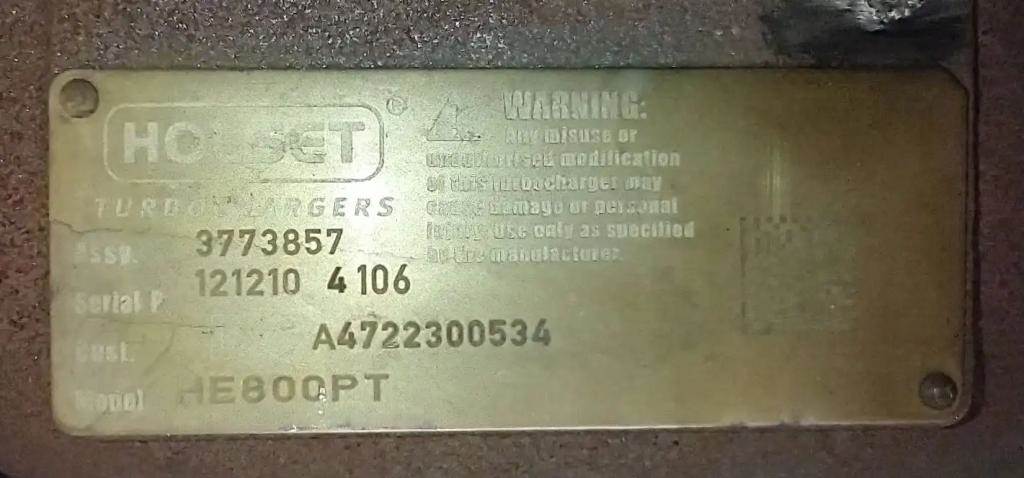 HOLSET ®
TURBOCHARGERS
WARNING:
Any misuse or
unauthorised modification
of this turbocharger may
cause damage or personal
injury. Use only as specified
by the manufacturer.
Assy. 3773857
Serial P 121210 4106
Cust. A4722300534
Model HE800PT